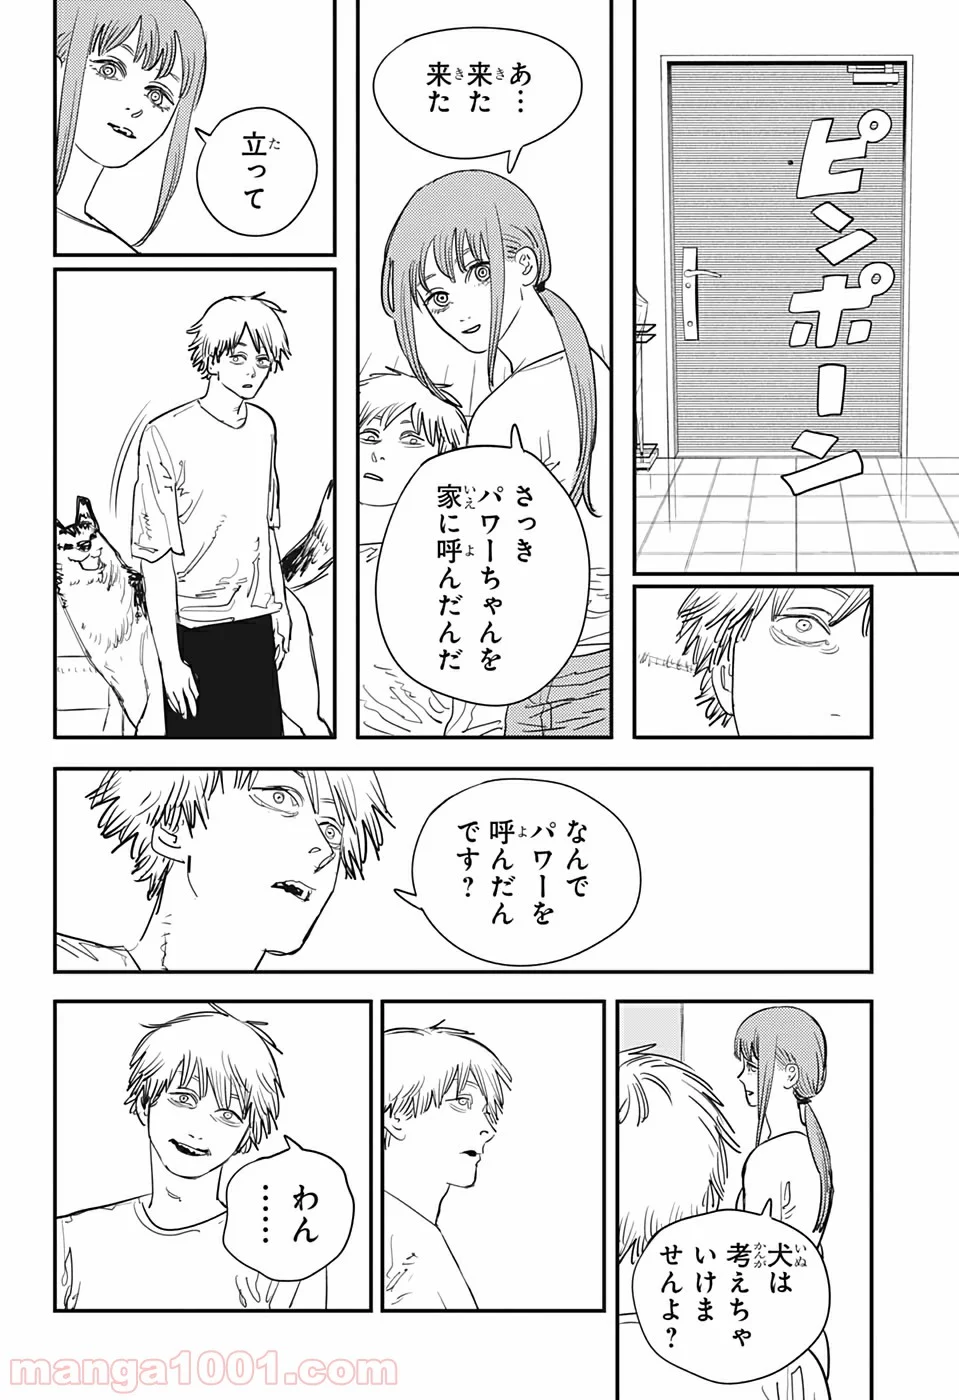 ピンポーン
あ…
来た
来た
さっき
パワーちゃんを
家に呼んだんだ
立って
なんで
パワーを
呼んだん
です?
犬は
考えちゃ
いけま
せんよ?
わん
……
manga1001.com